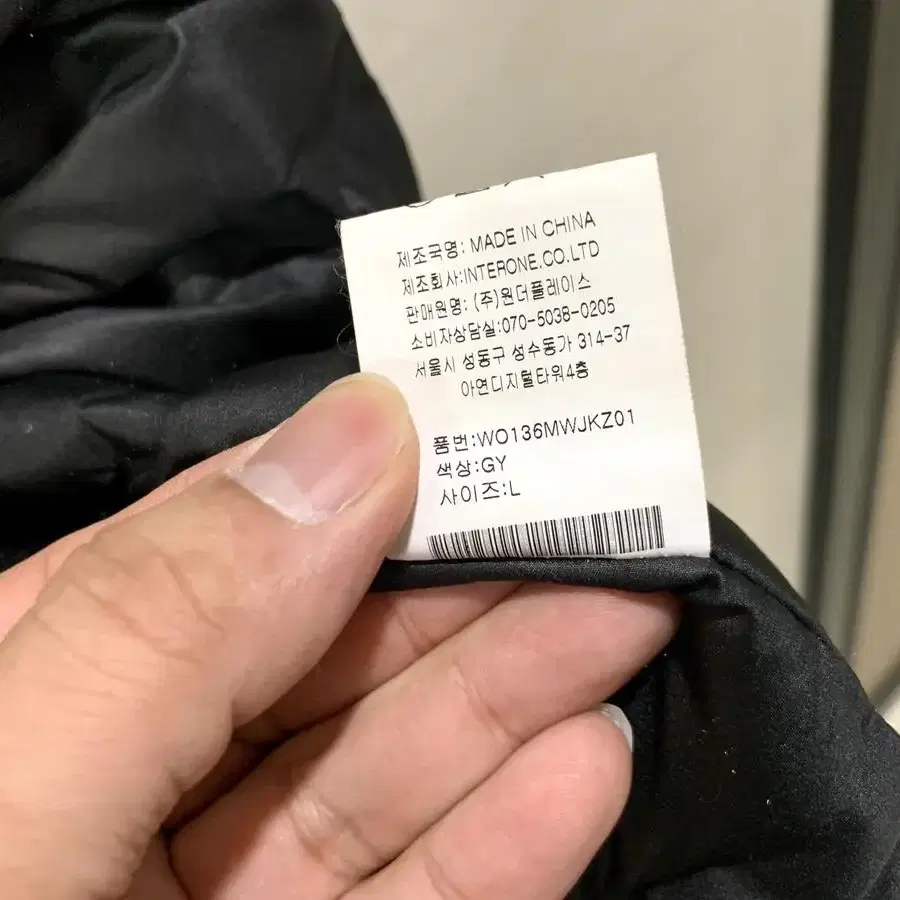 제조국명: MADE IN CHINA
제조회사:INTERONE.CO.LTD
판매원명: (주)원더플레이스
소비자상담실:070-5038-0205
서울시 성동구 성수동가 314-37
아연디지털타워4층
품번:WO136MWJKZ01
색상:GY
사이즈:L